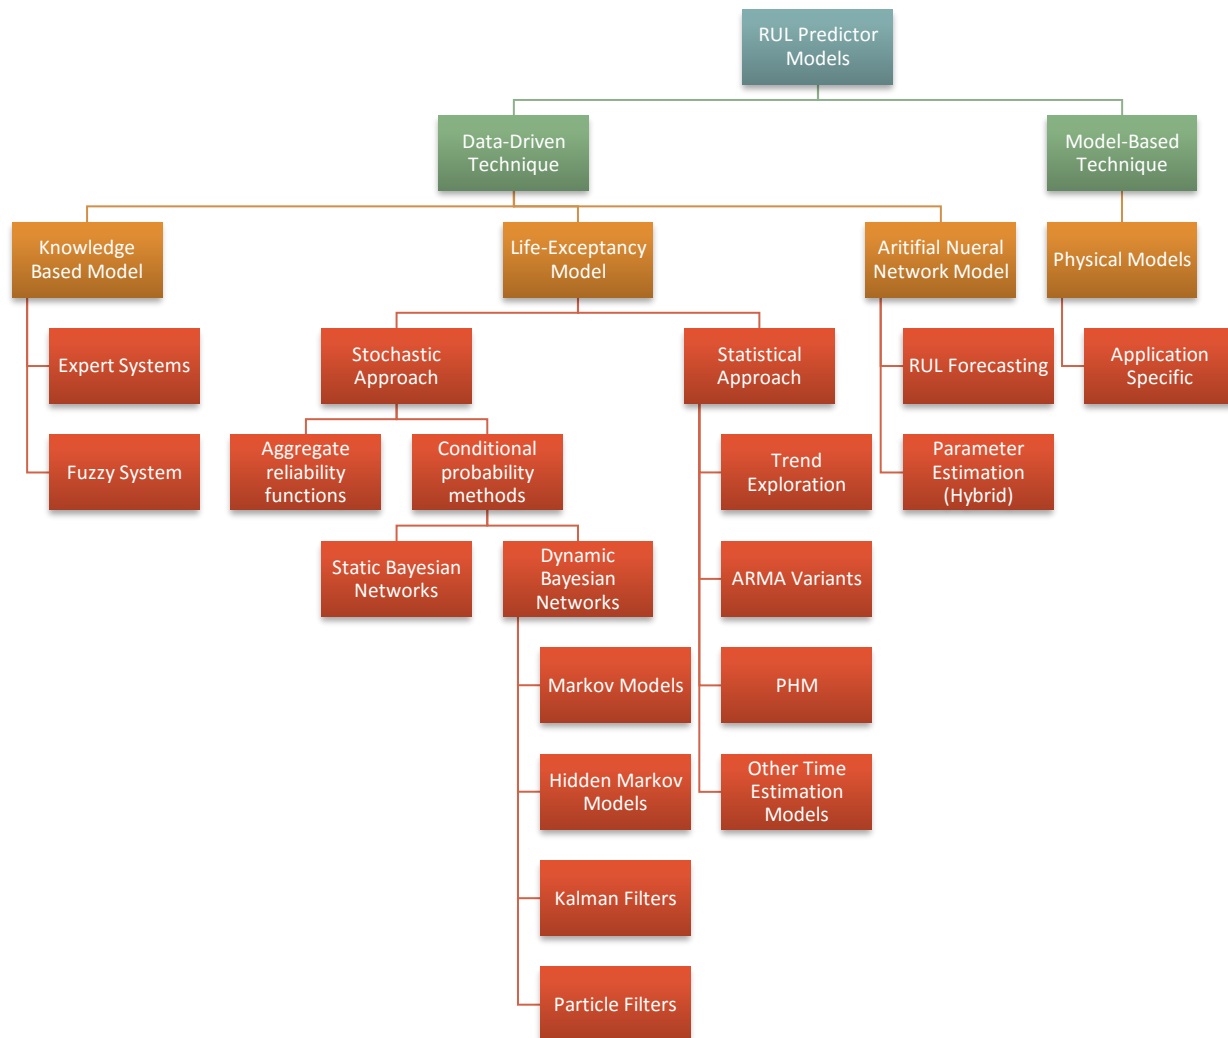 RUL Predictor
Models
Data-Driven
Technique
Model-Based
Technique
Knowledge
Based Model
Life-Exceptancy
Model
Aritifial Nueral
Network Model
Physical Models
Expert Systems
Stochastic
Approach
Statistical
Approach
RUL Forecasting
Application
Specific
Fuzzy System
Aggregate
reliability
functions
Conditional
probability
methods
Trend
Exploration
Parameter
Estimation
(Hybrid)
Static Bayesian
Networks
Dynamic
Bayesian
Networks
ARMA Variants
Markov Models
PHM
Hidden Markov
Models
Other Time
Estimation
Models
Kalman Filters
Particle Filters